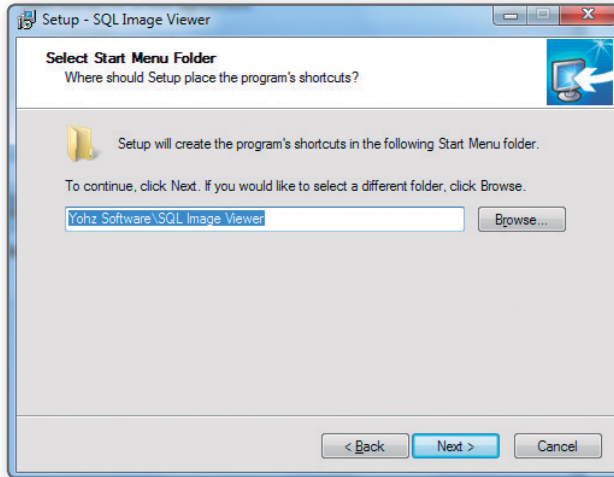 Setup - SQL Image Viewer
Select Start Menu Folder
Where should Setup place the program's shortcuts?
Setup will create the program's shortcuts in the following Start Menu folder.
To continue, click Next. If you would like to select a different folder, click Browse.
Yohz Software\SQL Image Viewer
Browse...
< Back
Next >
Cancel